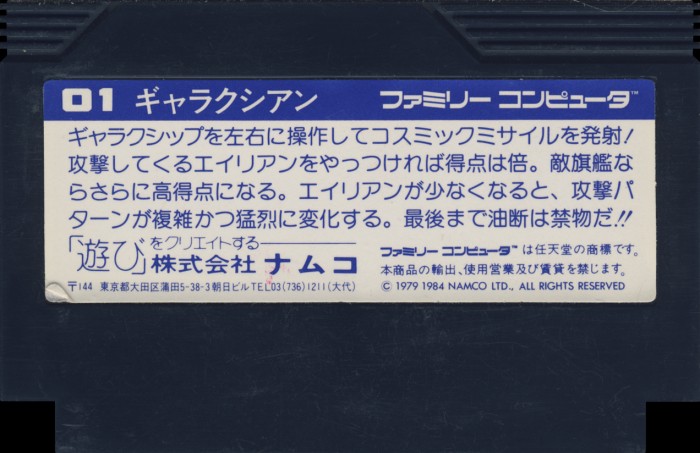 01 ギャラクシアン ファミリー コンピュータ™
ギャラクシップを左右に操作してコスミックミサイルを発射!
攻撃してくるエイリアンをやっつければ得点は倍。敵旗艦な
らさらに高得点になる。エイリアンが少なくなると、攻撃パ
ターンが複雑かつ猛烈に変化する。最後まで油断は禁物だ!!
「遊び」をクリエイトする
株式会社 ナムコ
〒144 東京都大田区蒲田5-38-3朝日ビルTEL03(736)1211(大代)
ファミリー コンピュータ™ は任天堂の商標です。
本商品の輸出、使用営業及び賃貸を禁じます。
© 1979 1984 NAMCO LTD., ALL RIGHTS RESERVED